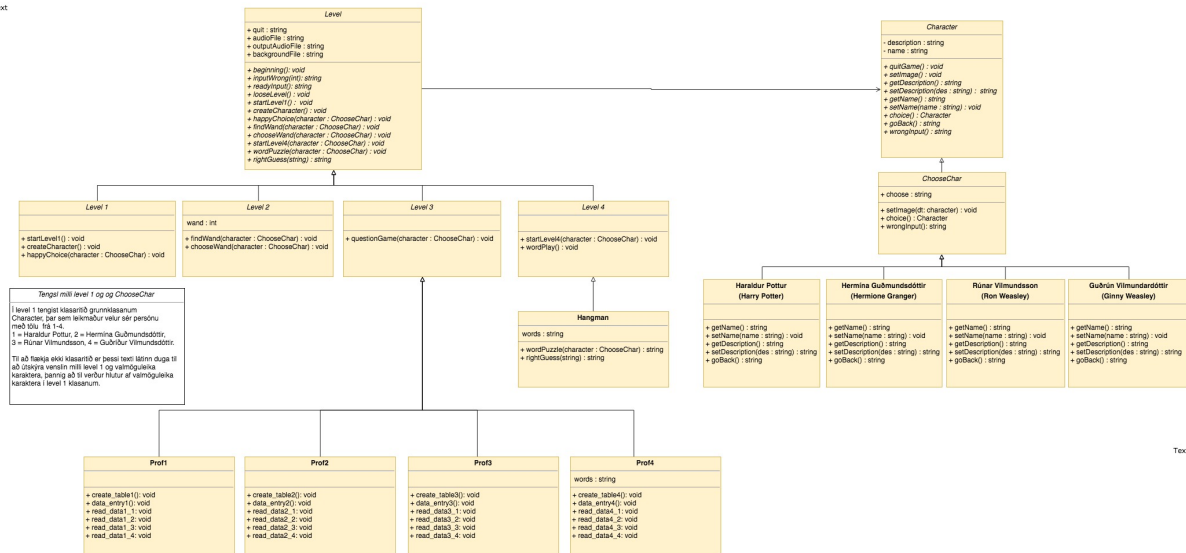 ext
Level
+ quit : string
+ audioFile : string
+ outputAudioFile : string
+ backgroundFile : string
+ beginning(): void
+ inputWrong(int): string
+ readyInput(): string
+ looseLevel() : void
+ startLevel1() : void
+ createCharacter() : void
+ happyChoice(character : ChooseChar) : void
+ findWand(character : ChooseChar) : void
+ chooseWand(character : ChooseChar) : void
+ startLevel4(character : ChooseChar) : void
+ wordPuzzle(character : ChooseChar) : void
+ rightGuess(string) : string
Character
- description : string
- name : string
+ quitGame() : void
+ setImage() : void
+ getDescription() : string
+ setDescription(des : string) : string
+ getName() : string
+ setName(name : string) : void
+ choice() : Character
+ goBack() : string
+ wrongInput() : string
ChooseChar
+ choose : string
+ setImage(dt: character) : void
+ choice() : Character
+ wrongInput(): string
Level 1
+ startLevel1() : void
+ createCharacter() : void
+ happyChoice(character : ChooseChar) : void
Level 2
wand : int
+ findWand(character : ChooseChar) : void
+ chooseWand(character : ChooseChar) : void
Level 3
+ questionGame(character : ChooseChar) : void
Level 4
+ startLevel4(character : ChooseChar) : void
+ wordPlay() : void
Tengsl milli level 1 og og ChooseChar
Í level 1 tengist klasaritið grunnklasanum
Character, þar sem leikmaður velur sér persónu
með tölu frá 1-4.
1 = Haraldur Pottur, 2 = Hermína Guðmundsdóttir,
3 = Rúnar Vilmundsson, 4 = Guðríður Vilmundardóttir.
Til að flækja ekki klasaritið er þessi texti látinn duga til
að útskýra venslin milli level 1 og valmöguleika
karaktera, þannig að til verður hlutur af valmöguleika
karaktera í level 1 klasanum.
Hangman
words : string
+ wordPuzzle(character : ChooseChar) : string
+ rightGuess(string) : string
Haraldur Pottur
(Harry Potter)
+ getName() : string
+ setName(name : string) : void
+ getDescription() : string
+ setDescription(des : string) : string
+ goBack() : string
Hermína Guðmundsdóttir
(Hermione Granger)
+ getName() : string
+ setName(name : string) : void
+ getDescription() : string
+ setDescription(des : string) : string
+ goBack() : string
Rúnar Vilmundsson
(Ron Weasley)
+ getName() : string
+ setName(name : string) : void
+ getDescription() : string
+ setDescription(des : string) : string
+ goBack() : string
Guðrún Vilmundardóttir
(Ginny Weasley)
+ getName() : string
+ setName(name : string) : void
+ getDescription() : string
+ setDescription(des : string) : string
+ goBack() : string
Tex
Prof1
+ create_table1(): void
+ data_entry1(): void
+ read_data1_1: void
+ read_data1_2: void
+ read_data1_3: void
+ read_data1_4: void
Prof2
+ create_table2(): void
+ data_entry2(): void
+ read_data2_1: void
+ read_data2_2: void
+ read_data2_3: void
+ read_data2_4: void
Prof3
+ create_table3(): void
+ data_entry3(): void
+ read_data3_1: void
+ read_data3_2: void
+ read_data3_3: void
+ read_data3_4: void
Prof4
words : string
+ create_table4(): void
+ data_entry4(): void
+ read_data4_1: void
+ read_data4_2: void
+ read_data4_3: void
+ read_data4_4: void